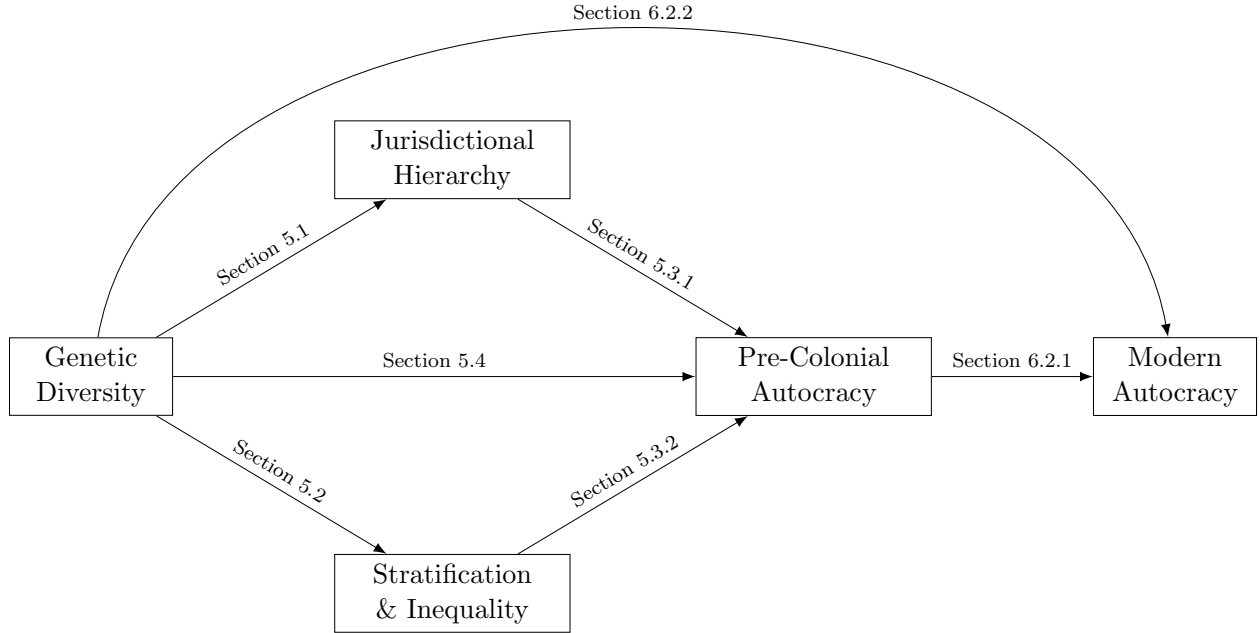 Section 6.2.2
Jurisdictional
Hierarchy
Section 5.1
Section 5.3.1
Genetic
Diversity
Section 5.4
Pre-Colonial
Autocracy
Section 6.2.1
Modern
Autocracy
Section 5.2
Section 5.3.2
Stratification
& Inequality